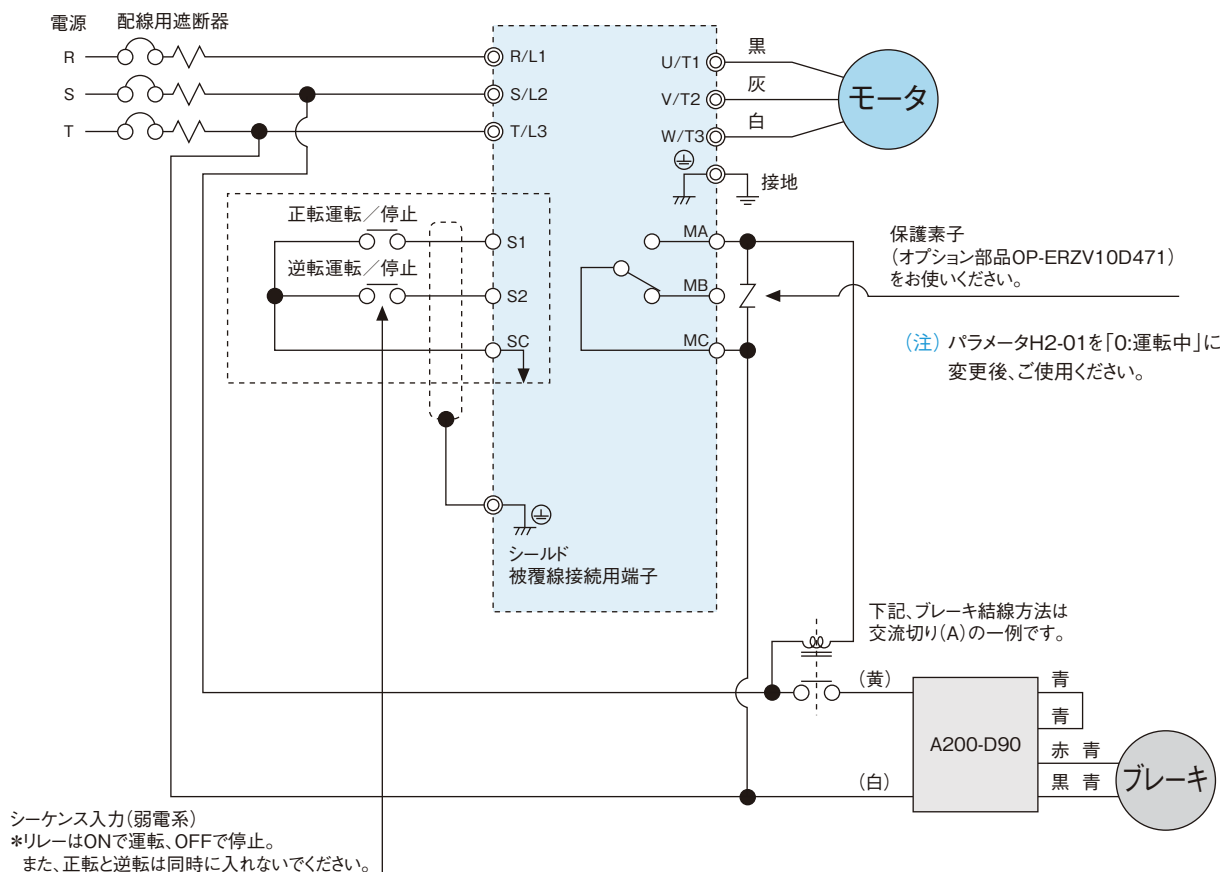 電源 配線用遮断器
R
S
T
R/L1
S/L2
T/L3
U/T1
V/T2
W/T3
黒
灰
白
モータ
接地
正転運転／停止
逆転運転／停止
S1
S2
SC
MA
MB
MC
保護素子
（オプション部品OP-ERZV10D471）
をお使いください。
（注）パラメータH2-01を「0:運転中」に
変更後、ご使用ください。
シールド
被覆線接続用端子
下記、ブレーキ結線方法は
交流切り（A）の一例です。
（黄）
（白）
A200-D90
青
青
赤 青
黒 青
ブレーキ
シーケンス入力（弱電系）
*リレーはONで運転、OFFで停止。
また、正転と逆転は同時に入れないでください。